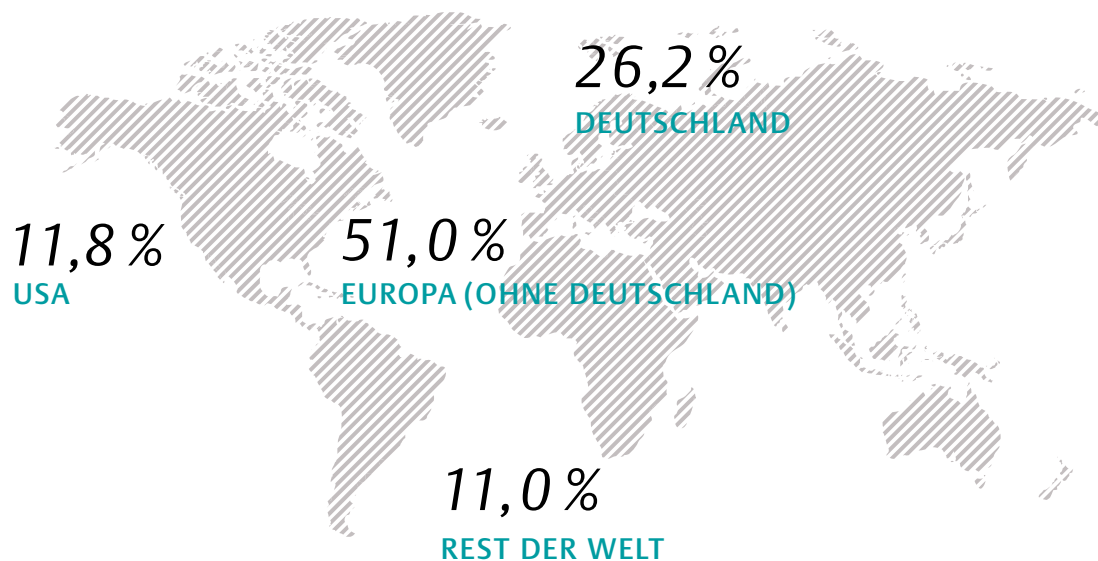 26,2 %
DEUTSCHLAND
11,8 %
USA
51,0 %
EUROPA (OHNE DEUTSCHLAND)
11,0 %
REST DER WELT